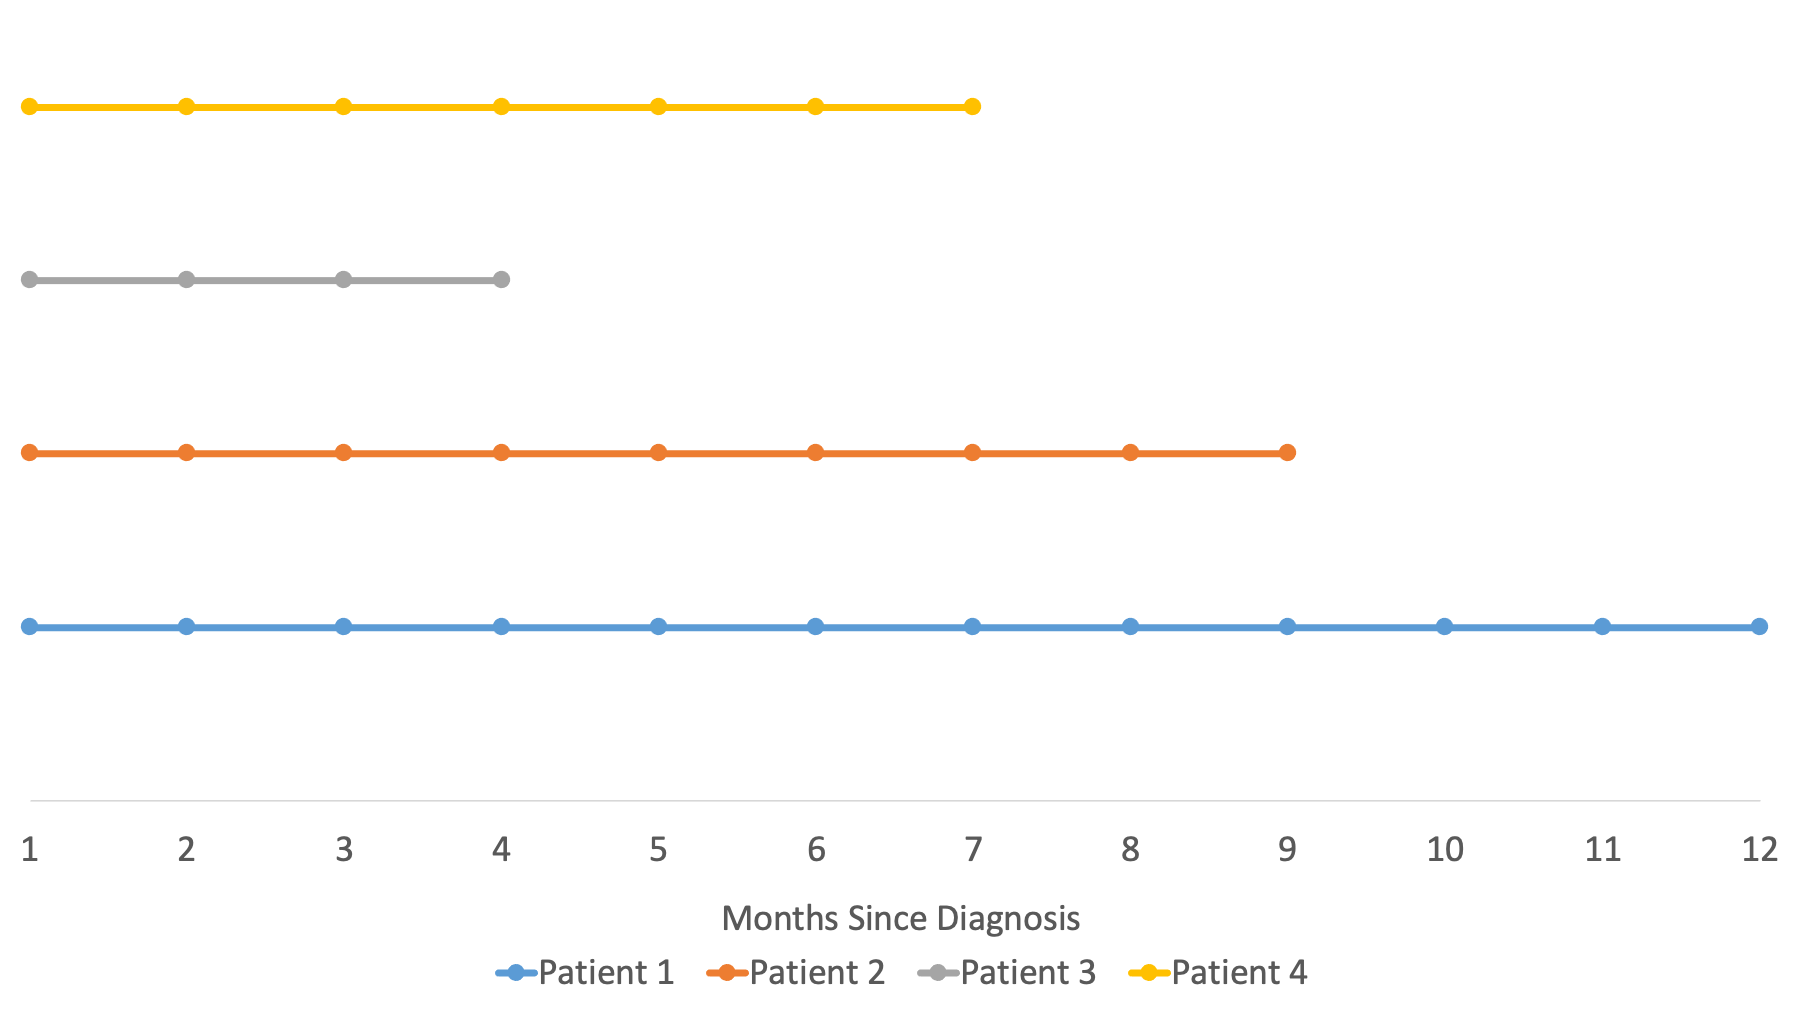 1 2 3 4 5 6 7 8 9 10 11 12
Months Since Diagnosis
Patient 1 Patient 2 Patient 3 Patient 4